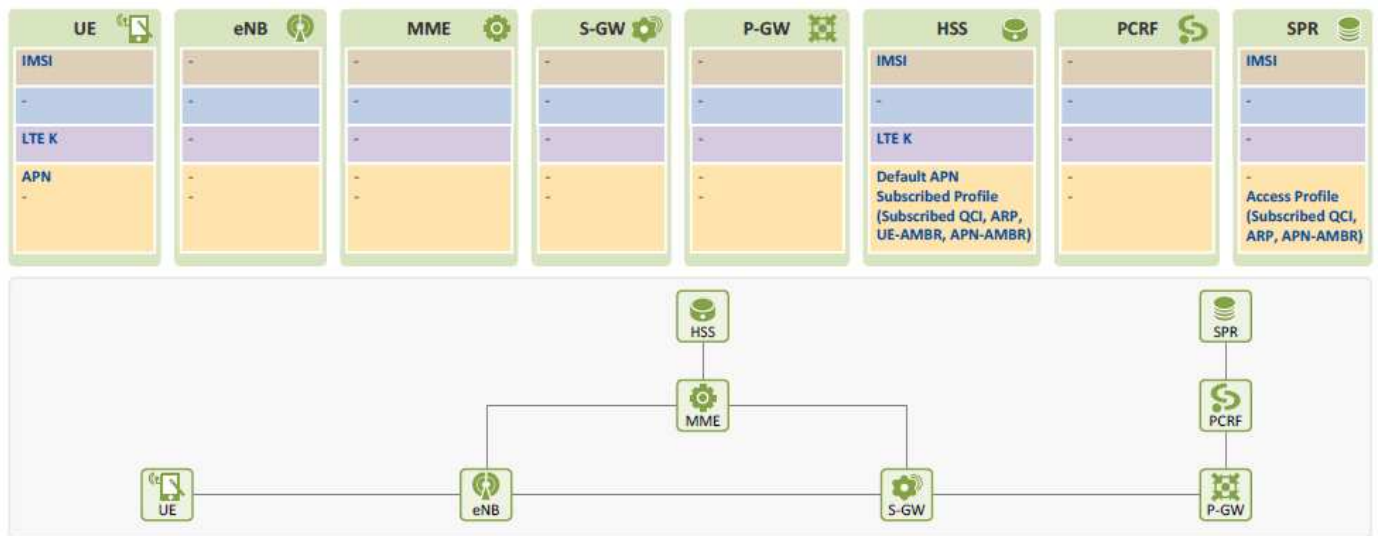 UE
eNB
MME
S-GW
P-GW
HSS
PCRF
SPR
IMSI
-
-
-
-
IMSI
-
IMSI
-
-
-
-
-
-
-
-
LTE K
-
-
-
-
LTE K
-
-
APN
-
-
-
-
-
-
-
-
-
Default APN
Subscribed Profile
(Subscribed QCI, ARP,
UE-AMBR, APN-AMBR)
-
-
-
Access Profile
(Subscribed QCI,
ARP, APN-AMBR)
HSS
SPR
MME
PCRF
UE
eNB
S-GW
P-GW